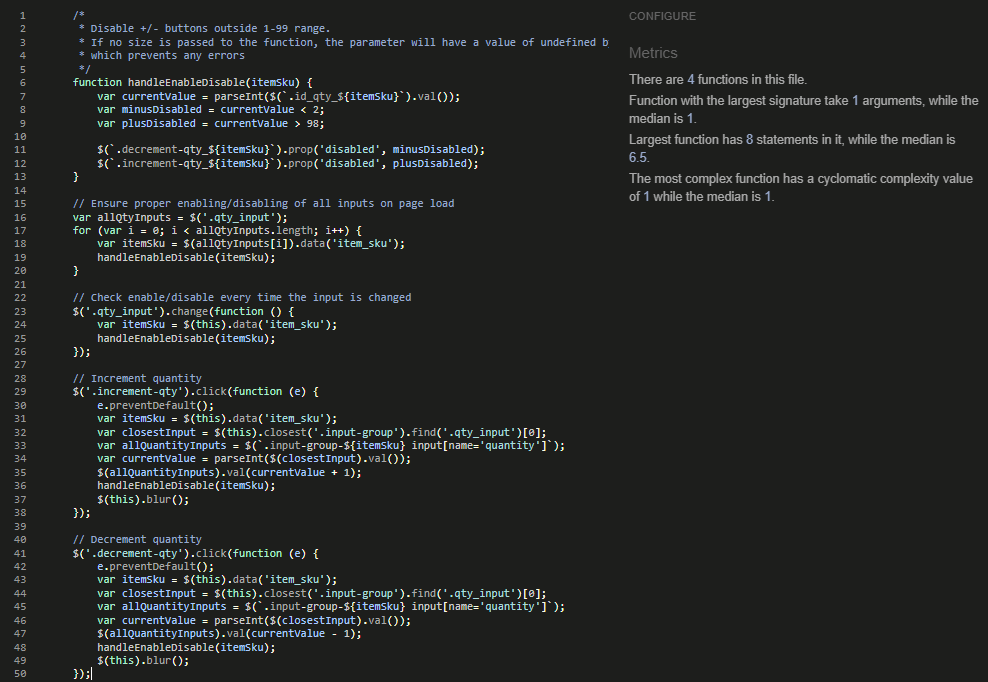 1 /*
2 * Disable +/- buttons outside 1-99 range.
3 * If no size is passed to the function, the parameter will have a value of undefined b
4 * which prevents any errors
5 */
6 function handleEnableDisable(itemSku) {
7 var currentValue = parseInt($(`.id_qty_${itemSku}`).val());
8 var minusDisabled = currentValue < 2;
9 var plusDisabled = currentValue > 98;
10
11 $(`.decrement-qty_${itemSku}`).prop('disabled', minusDisabled);
12 $(`.increment-qty_${itemSku}`).prop('disabled', plusDisabled);
13 }
14
15 // Ensure proper enabling/disabling of all inputs on page load
16 var allQtyInputs = $('.qty_input');
17 for (var i = 0; i < allQtyInputs.length; i++) {
18 var itemSku = $(allQtyInputs[i]).data('item_sku');
19 handleEnableDisable(itemSku);
20 }
21
22 // Check enable/disable every time the input is changed
23 $('.qty_input').change(function () {
24 var itemSku = $(this).data('item_sku');
25 handleEnableDisable(itemSku);
26 });
27
28 // Increment quantity
29 $('.increment-qty').click(function (e) {
30 e.preventDefault();
31 var itemSku = $(this).data('item_sku');
32 var closestInput = $(this).closest('.input-group').find('.qty_input')[0];
33 var allQuantityInputs = $(`.input-group-${itemSku} input[name='quantity']`);
34 var currentValue = parseInt($(closestInput).val());
35 $(allQuantityInputs).val(currentValue + 1);
36 handleEnableDisable(itemSku);
37 $(this).blur();
38 });
39
40 // Decrement quantity
41 $('.decrement-qty').click(function (e) {
42 e.preventDefault();
43 var itemSku = $(this).data('item_sku');
44 var closestInput = $(this).closest('.input-group').find('.qty_input')[0];
45 var allQuantityInputs = $(`.input-group-${itemSku} input[name='quantity']`);
46 var currentValue = parseInt($(closestInput).val());
47 $(allQuantityInputs).val(currentValue - 1);
48 handleEnableDisable(itemSku);
49 $(this).blur();
50 });
CONFIGURE
Metrics
There are 4 functions in this file.
Function with the largest signature take 1 arguments, while the
median is 1.
Largest function has 8 statements in it, while the median is
6.5.
The most complex function has a cyclomatic complexity value
of 1 while the median is 1.